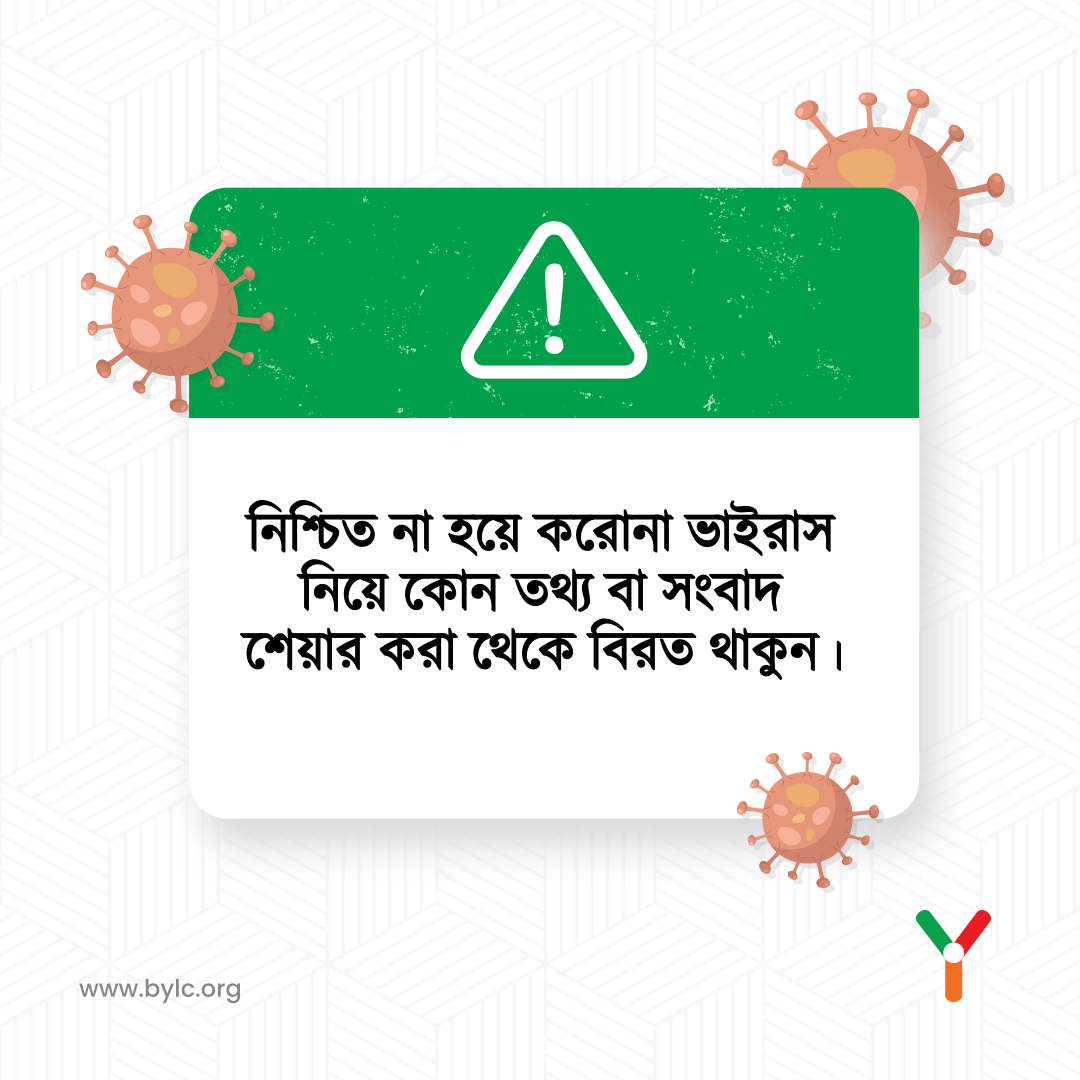 নিশ্চিত না হয়ে করোনা ভাইরাস
নিয়ে কোন তথ্য বা সংবাদ
শেয়ার করা থেকে বিরত থাকুন।
www.bylc.org